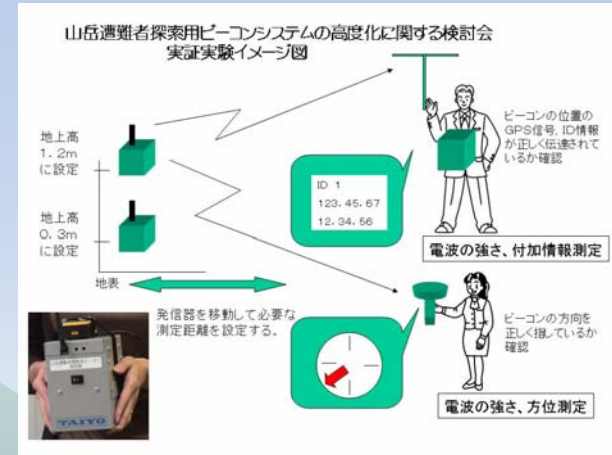 山岳遭難者探索用ビーコンシステムの高度化に関する検討会
実証実験イメージ図
地上高
1.2m
に設定
地上高
0.3m
に設定
地表
発信器を移動して必要な
測定距離を設定する。
ID 1
123.45.67
12.34.56
ビーコンの位置の
GPS信号、ID情報
が正しく伝達されて
いるか確認
電波の強さ、付加情報測定
ビーコンの方向を
正しく指しているか
確認
電波の強さ、方位測定
TAIYO